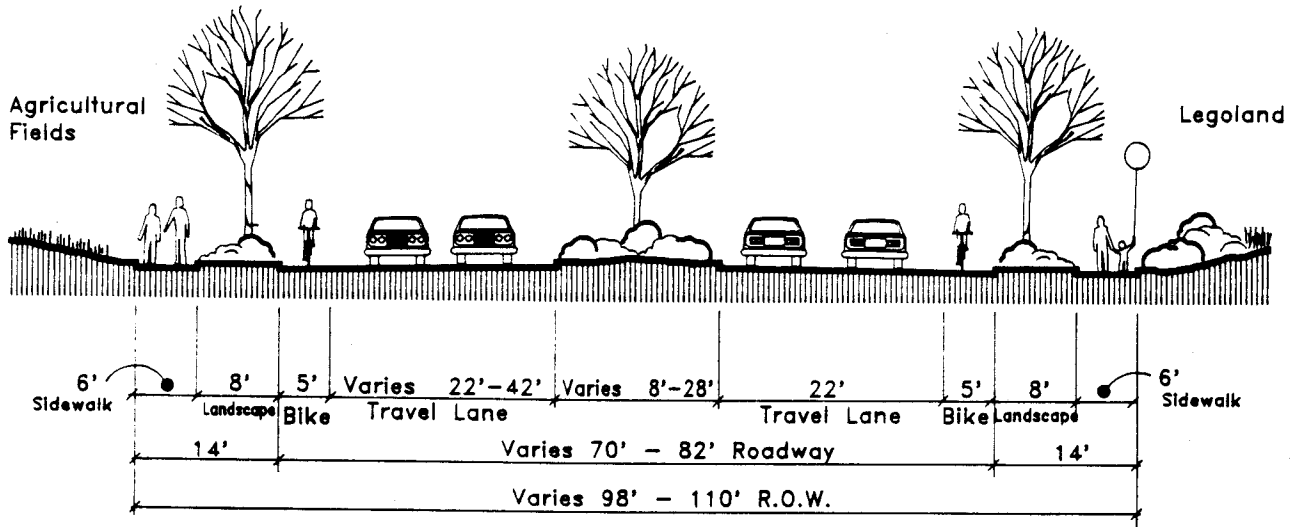 Agricultural
Fields
Legoland
6'
Sidewalk
8'
Landscape
5'
Bike
Varies 22'-42'
Travel Lane
Varies 8'-28'
22'
Travel Lane
5'
Bike
8'
Landscape
6'
Sidewalk
14'
Varies 70' - 82' Roadway
14'
Varies 98' - 110' R.O.W.